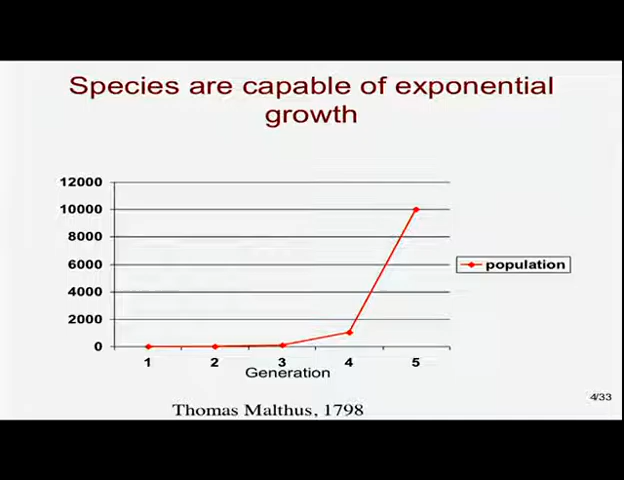 Species are capable of exponential
growth
12000
10000
8000
6000
4000
2000
0
1 2 3 4 5
Generation
population
Thomas Malthus, 1798
4/33